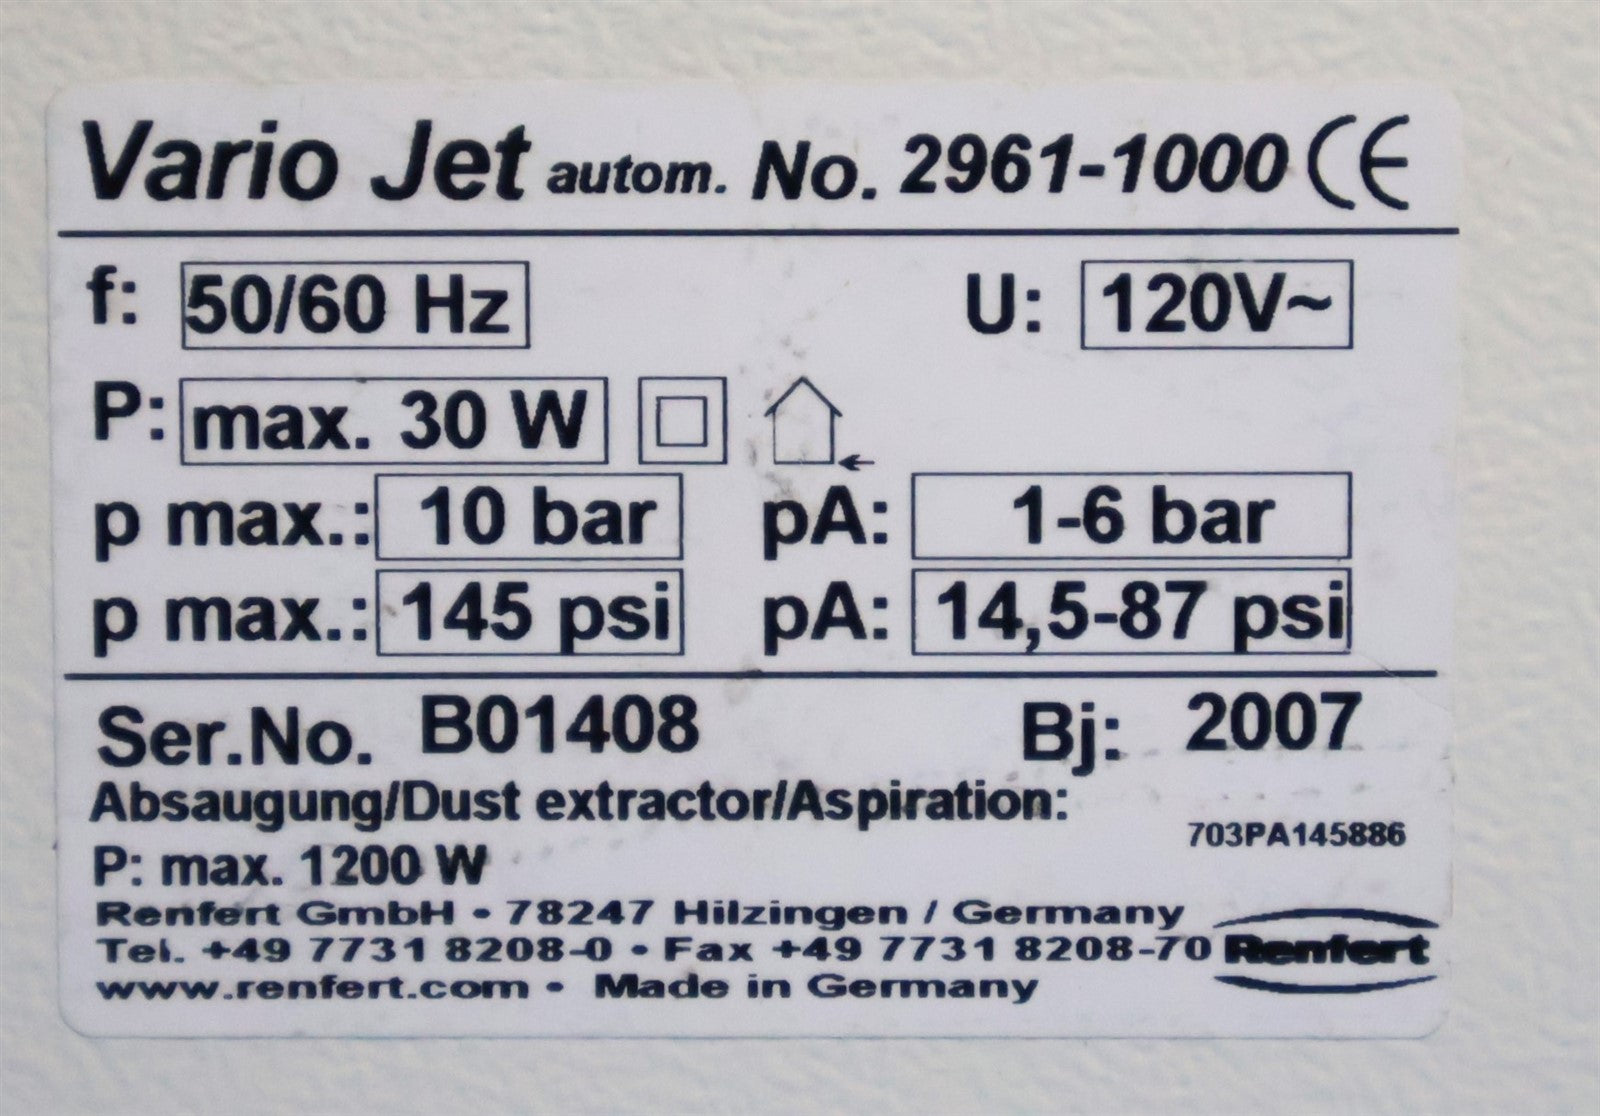 Vario Jet autom. No. 2961-1000 CE
f: 50/60 Hz U: 120V~
P: max. 30 W
p max.: 10 bar pA: 1-6 bar
p max.: 145 psi pA: 14,5-87 psi
Ser.No. B01408 Bj: 2007
Absaugung/Dust extractor/Aspiration:
703PA145886
P: max. 1200 W
Renfert GmbH • 78247 Hilzingen / Germany
Tel. +49 7731 8208-0 • Fax +49 7731 8208-70 Renfert
www.renfert.com • Made in Germany